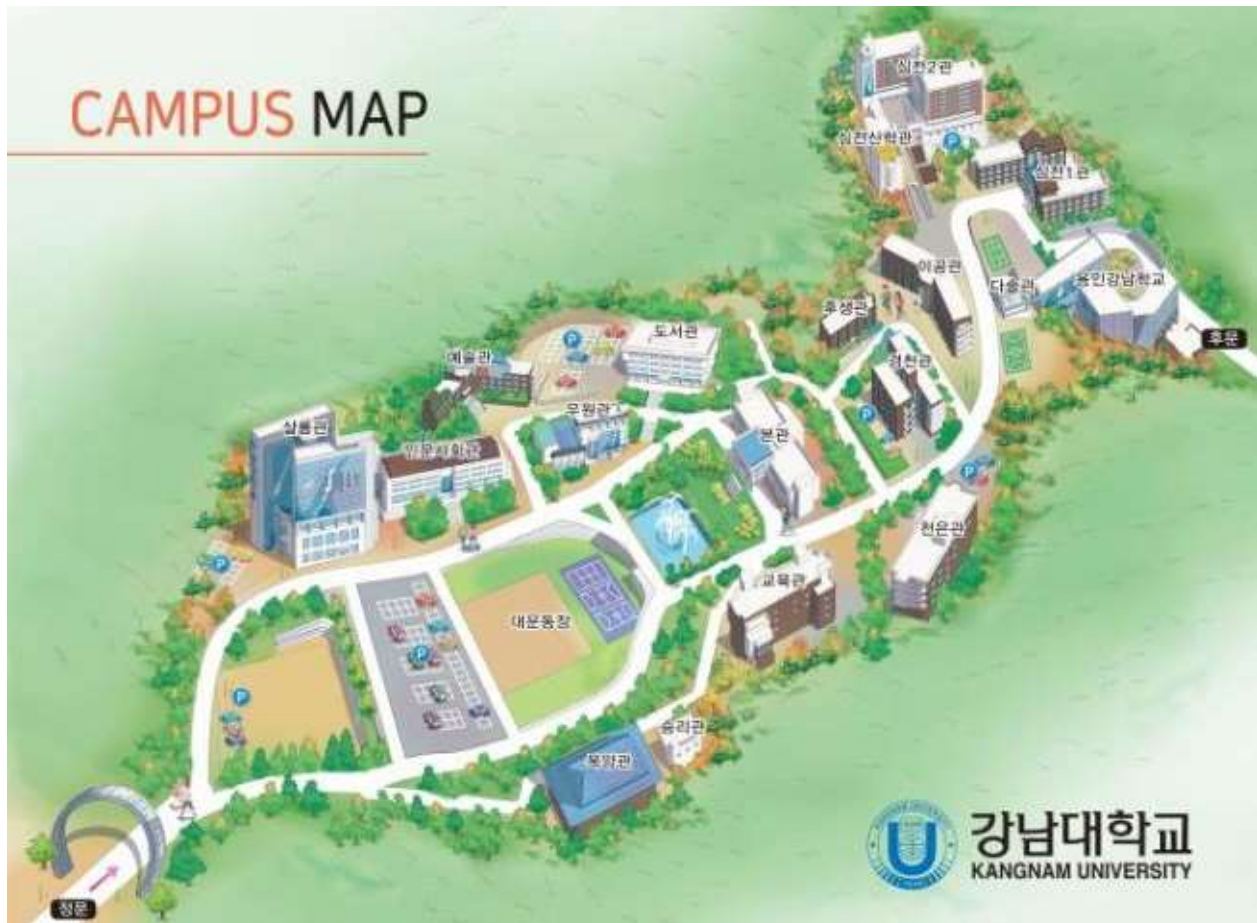 CAMPUS MAP
심전2관
심전산학관
심전1관
이공관
다솔관
용인강남학교
후생관
후문
도서관
예술관
경천관
우원관
샬롬관
인문사회관
본관
천은관
교육관
대운동장
승리관
목양관
정문
P
P
P
P
P
P
P
U
강남대학교
KANGNAM UNIVERSITY